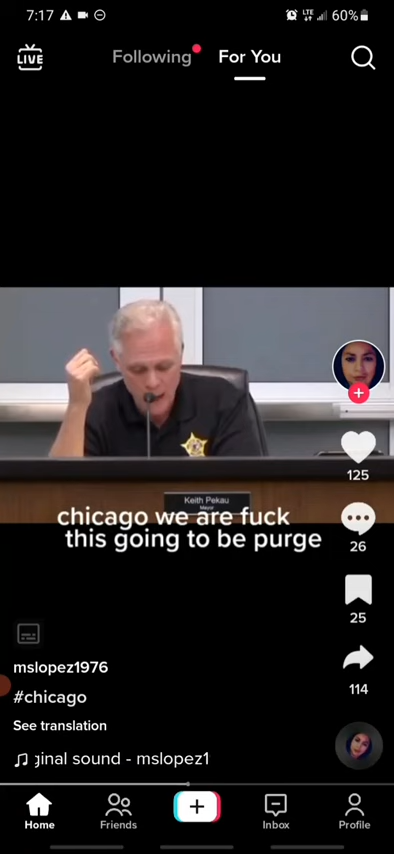 7:17
LTE
60%
LIVE
Following
For You
Keith Pekau
Mayor
chicago we are fuck
this going to be purge
125
26
25
114
mslopez1976
#chicago
See translation
ginal sound - mslopez1
Home
Friends
Inbox
Profile